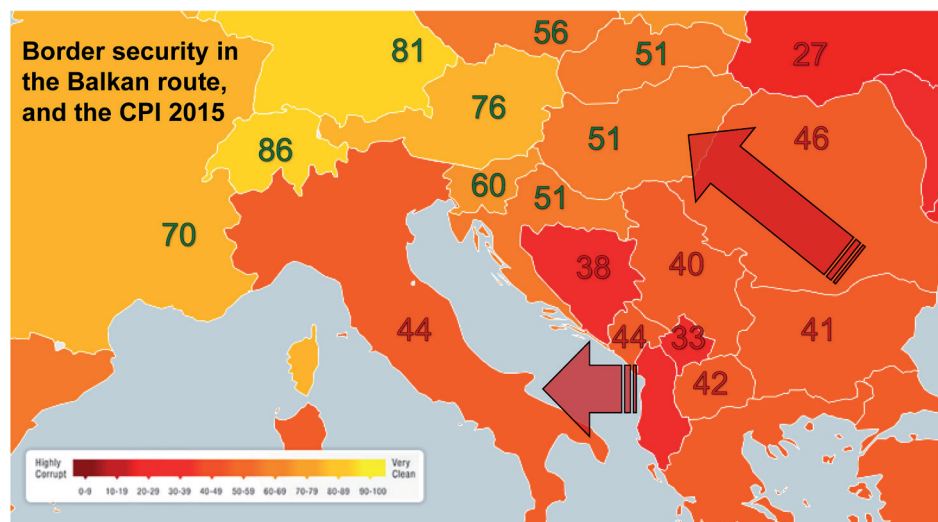 Border security in
the Balkan route,
and the CPI 2015
56
81
51
27
76
86
51
46
60
51
70
38
40
44
44
33
41
42
Highly
Corrupt
Very
Clean
0-9 10-19 20-29 30-39 40-49 50-59 60-69 70-79 80-89 90-100